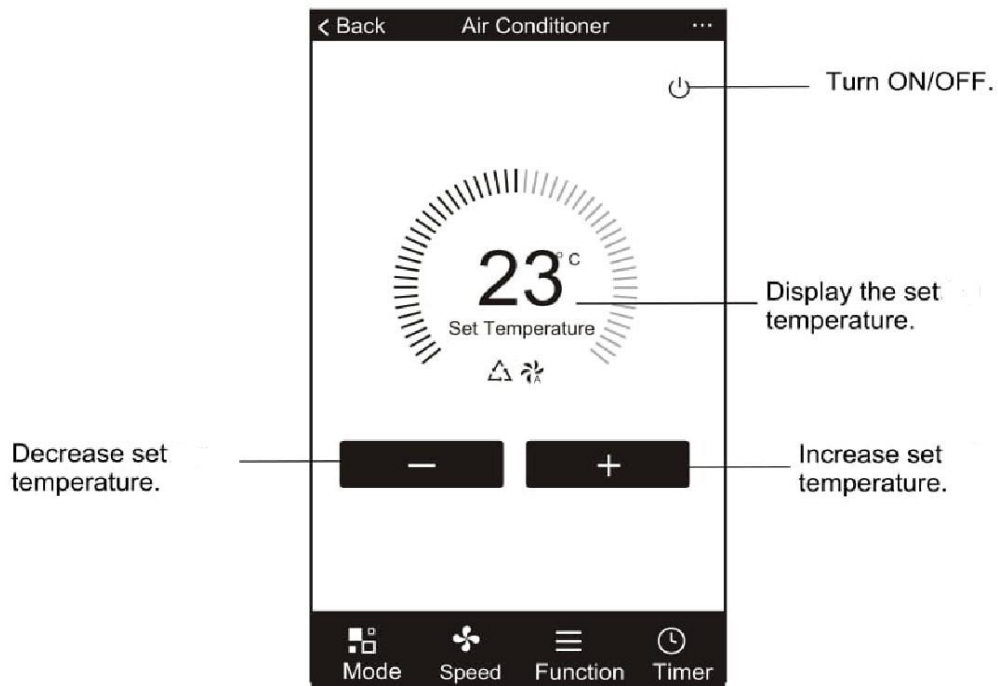 < Back Air Conditioner ...
Turn ON/OFF.
23°C
Set Temperature
A
Display the set
temperature.
Decrease set
temperature.
− +
Increase set
temperature.
Mode Speed Function Timer